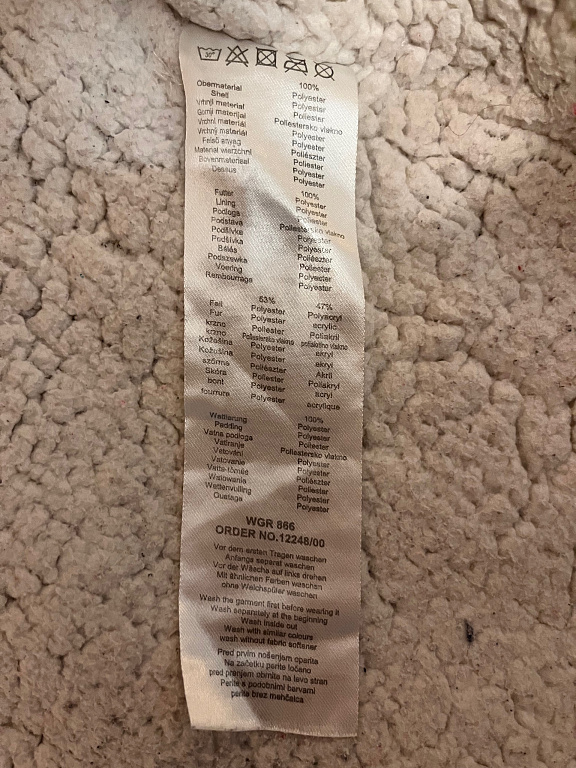 30°
Obermaterial 100% Polyester
Shell Polyester
Vrhnji material Poliester
Gornji materijal Poliestersko vlakno
Vrchní materiál Polyester
Vrchný materiál Polyester
Felső anyag Poliészter
Material wierzchni Poliester
Bovenmateriaal Polyester
Dessus Polyester
Futter 100% Polyester
Lining Polyester
Podloga Poliester
Podstava Poliestersko vlakno
Podšívka Polyester
Podšívka Polyester
Bélés Poliészter
Podszewka Poliester
Voering Polyester
Rembourrage Polyester
53% 47%
Fell Polyester Polyacryl
Fur Polyester acrylic
krzno Poliester Poliakril
krzno Poliestersko vlakno
Kožešina Polyester akryl
Kožušina Polyester akryl
szőrme Poliészter Akril
Skóra Poliester Poliakryl
bont Polyester acryl
fourrure Polyester acrylique
Wattierung 100% Polyester
Padding Polyester
Vatna podloga Poliester
Vatiranje Poliestersko vlakno
Vetování Polyester
Vatovanie Polyester
Poliészter
Watowanie Poliester
Wattenvulling Polyester
Ouatage Polyester
WGR 866
ORDER NO.12248/00
Vor dem ersten Tragen waschen
Anfangs separat waschen
Vor der Wäsche auf links drehen
Mit ähnlichen Farben waschen
ohne Weichspüler waschen
Wash the garment first before wearing it
Wash separately at the beginning
Wash inside out
Wash with similar colours
wash without fabric softener
Pred prvim nošenjem operite
Na začetku perite ločeno
pred pranjem obrnite na levo stran
Perite s podobnimi barvami
perite brez mehčalca